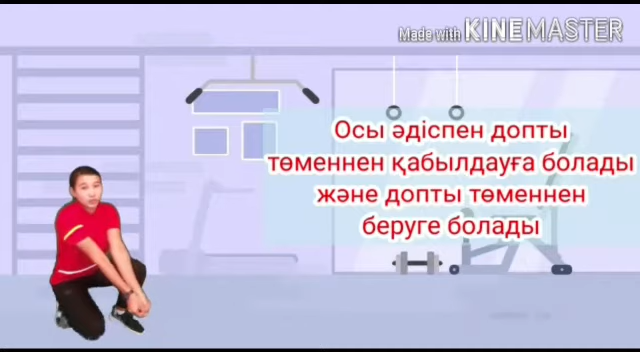 Made with KINEMASTER
Осы әдіспен допты
төменнен қабылдауға болады
және допты төменнен
беруге болады